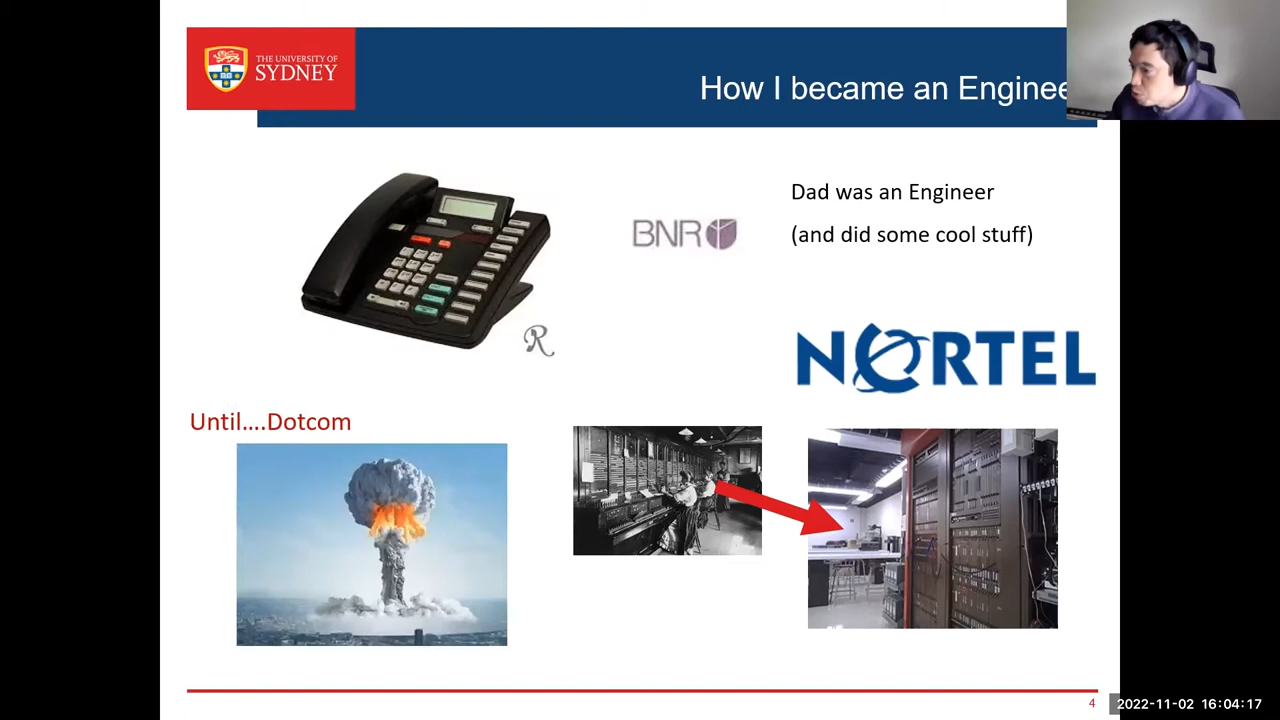 THE UNIVERSITY OF
SYDNEY
How I became an Enginee
Dad was an Engineer
BNR
(and did some cool stuff)
R
NORTEL
Until....Dotcom
4
2022-11-02 16:04:17